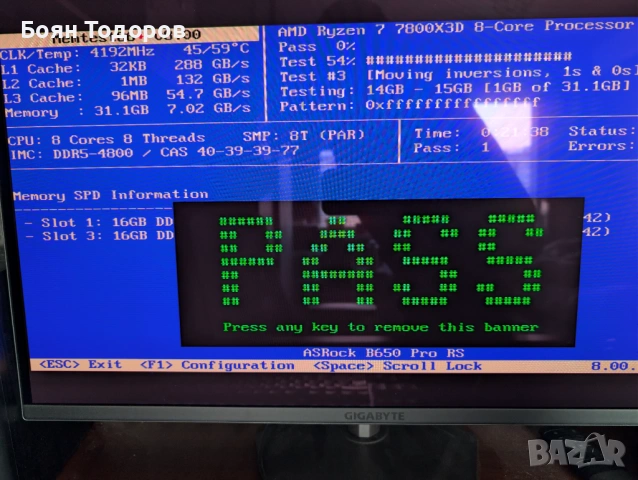 Боян Тодоров
AMD Ryzen 7 7800X3D 8-Core Processor
CLK/Temp: 4192MHz 45/59°C
Pass 0%
L1 Cache: 32KB 288 GB/s
Test 54% ######################
L2 Cache: 1MB 132 GB/s
Test #3 [Moving inversions, 1s & 0s]
L3 Cache: 96MB 54.7 GB/s
Testing: 14GB - 15GB [1GB of 31.1GB]
Memory : 31.1GB 7.02 GB/s
Pattern: 0xffffffffffffffff
CPU: 8 Cores 8 Threads SMP: 8T (PAR)
Time: Status:
IMC: DDR5-4800 / CAS 40-39-39-77
Pass: 1 Errors:
Memory SPD Information
- Slot 1: 16GB DD 42)
- Slot 3: 16GB DD 42)
PASS
Press any key to remove this banner
ASRock B650 Pro RS
<ESC> Exit <F1> Configuration <Space> Scroll Lock 8.00.
GIGABYTE
BAZAR